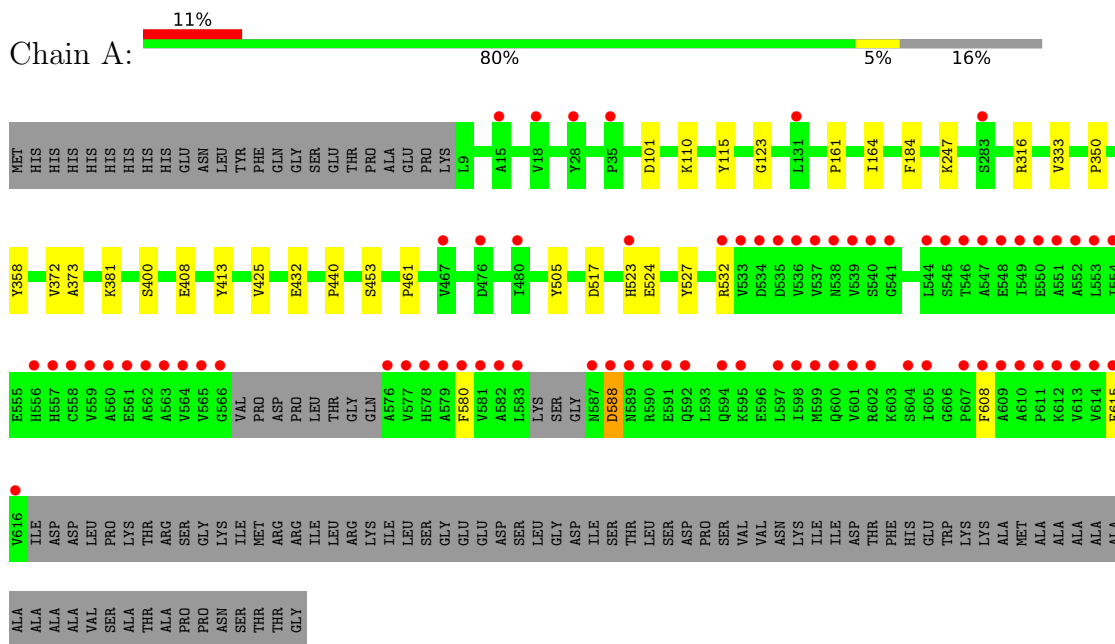 11%
Chain A:
80% 5% 16%
MET HIS HIS HIS HIS HIS HIS HIS HIS HIS HIS GLU ASN LEU TYR PHE GLN GLY SER GLU THR PRO ALA GLU PRO LYS L9 A15 V18 Y28 P35 D101 K110 Y115 G123 L131 P161 I164 F184 K247 S283 R316 V333 P350
Y358 V372 A373 K381 S400 E408 Y413 V425 E432 P440 S453 P461 V467 D476 I480 Y505 D517 H523 E524 Y527 R532 V533 D534 D535 V536 V537 N538 V539 S540 G541 L544 S545 T546 A547 E548 I549 E550 A551 A552 L553 I554
E555 H556 H557 C558 V559 A560 E561 A562 A563 V564 V565 G566 VAL PRO ASP PRO LEU THR GLY GLN A576 V577 H578 A579 F580 V581 A582 L583 LYS SER GLY N587 D588 N589 R590 E591 Q592 L593 Q594 K595 E596 L597 I598 M599 Q600 V601 R602 K603 S604 I605 G606 P607 F608 A609 A610 P611 K612 V613 V614 F615
V616 ILE ASP ASP LEU PRO LYS THR ARG SER GLY LYS ILE MET ARG ARG ILE LEU ARG LYS ILE LEU SER GLY GLU GLU ASP SER LEU GLY ASP ILE SER THR LEU SER ASP PRO SER VAL VAL ASN LYS ILE ILE ASP THR PHE HIS GLU TRP LYS LYS ALA MET ALA ALA ALA ALA ALA
ALA ALA ALA ALA ALA VAL SER ALA THR ALA PRO PRO ASN SER THR THR GLY